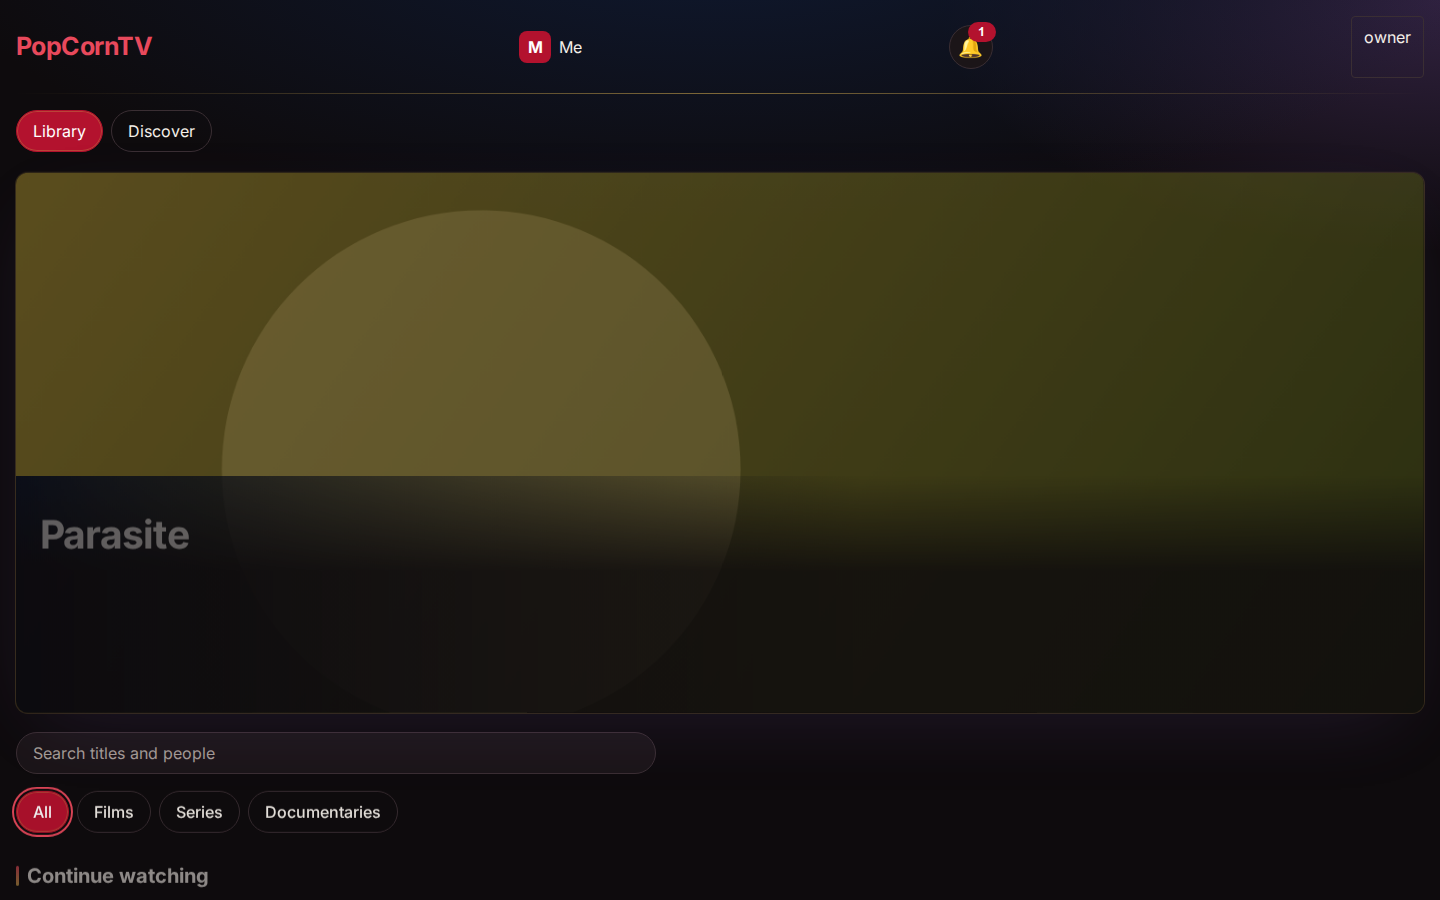 PopCornTV
M Me
1
owner
Library Discover
Parasite
Search titles and people
All Films Series Documentaries
Continue watching